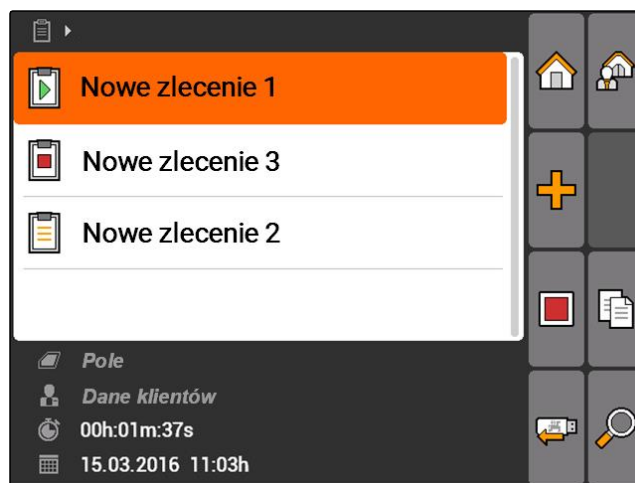 Nowe zlecenie 1
Nowe zlecenie 3
Nowe zlecenie 2
Pole
Dane klientów
00h:01m:37s
15.03.2016 11:03h